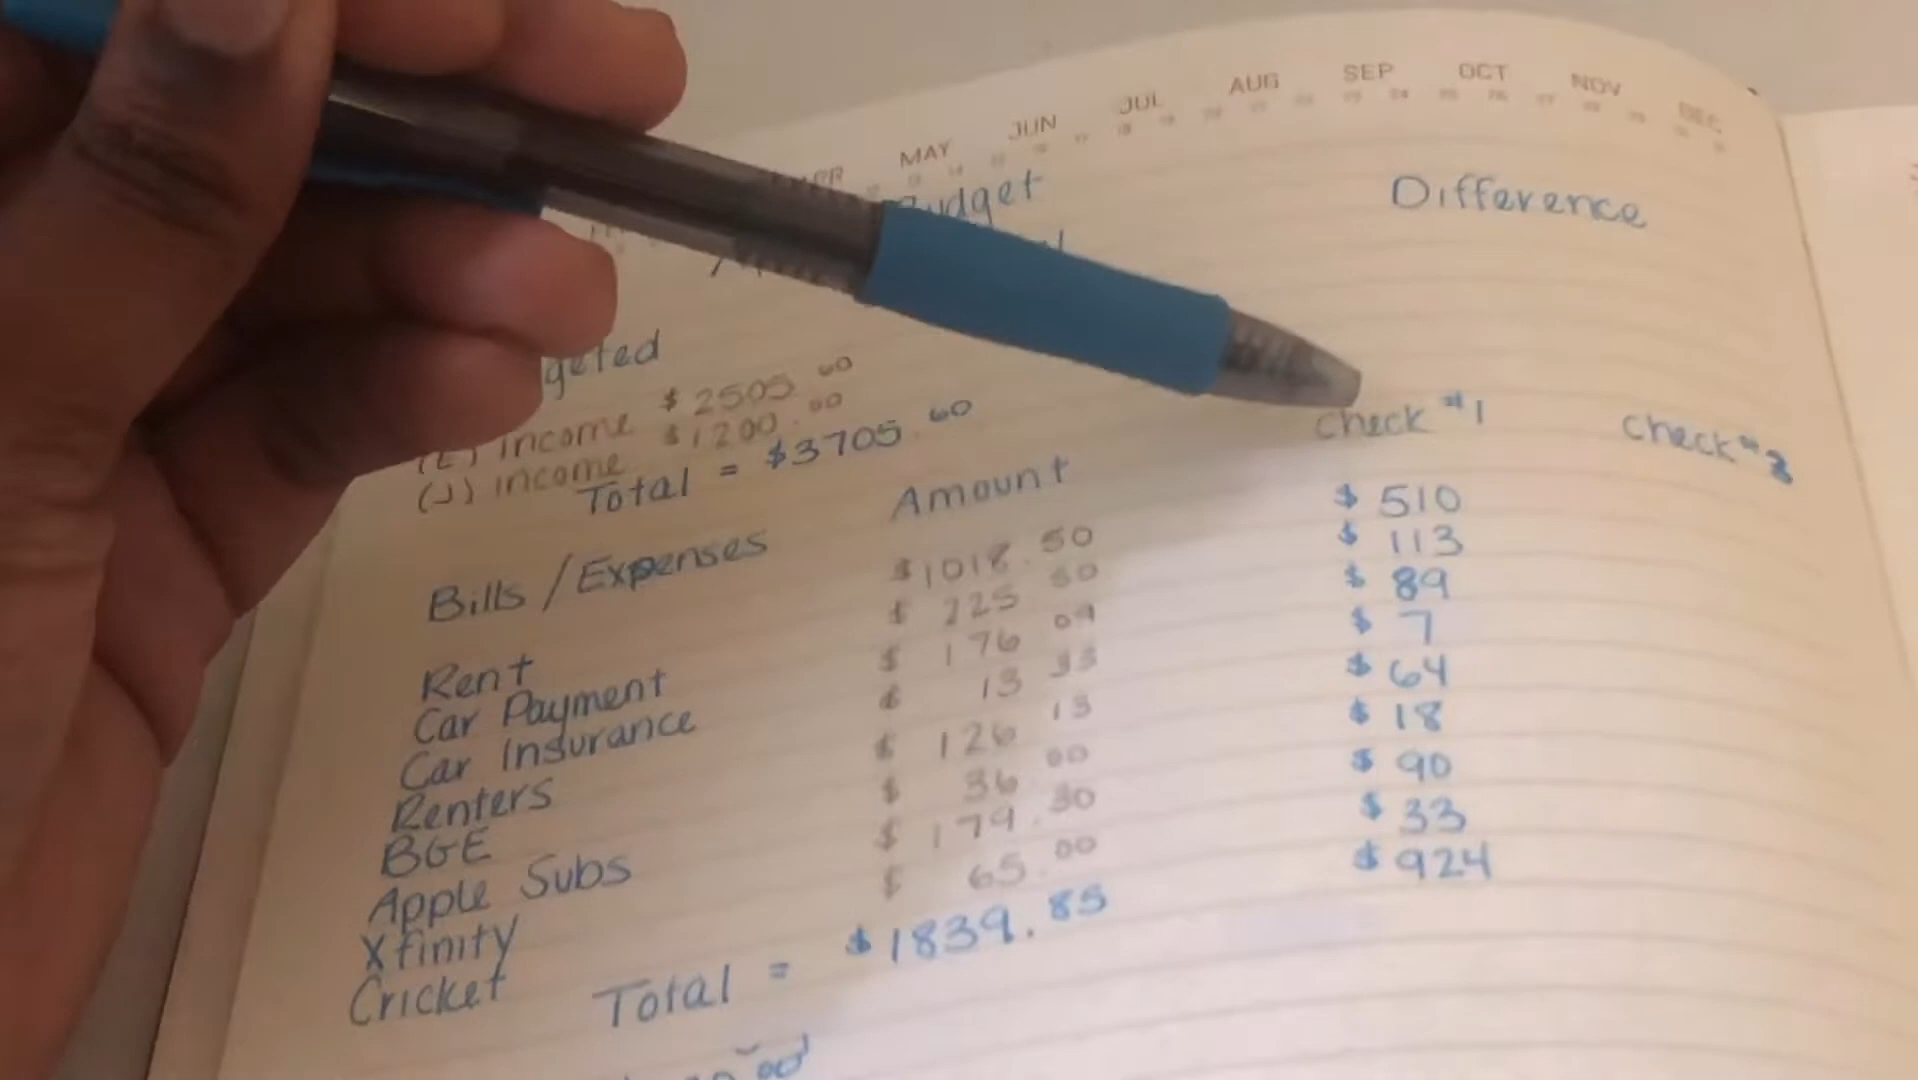 MAY JUN JUL AUG SEP OCT NOV DEC
Budget
Difference
geted
(E) income $2505.60
(J) income $1200.00
Total = $3705.60
Check #1 Check #2
Bills/Expenses Amount
Rent $1018.50 $510
Car Payment $225.50 $113
Car Insurance $176.09 $89
Renters $13.33 $7
BGE $126.13 $64
Apple Subs $36.00 $18
Xfinity $179.30 $90
Cricket $65.00 $33
Total = $1839.85 $924